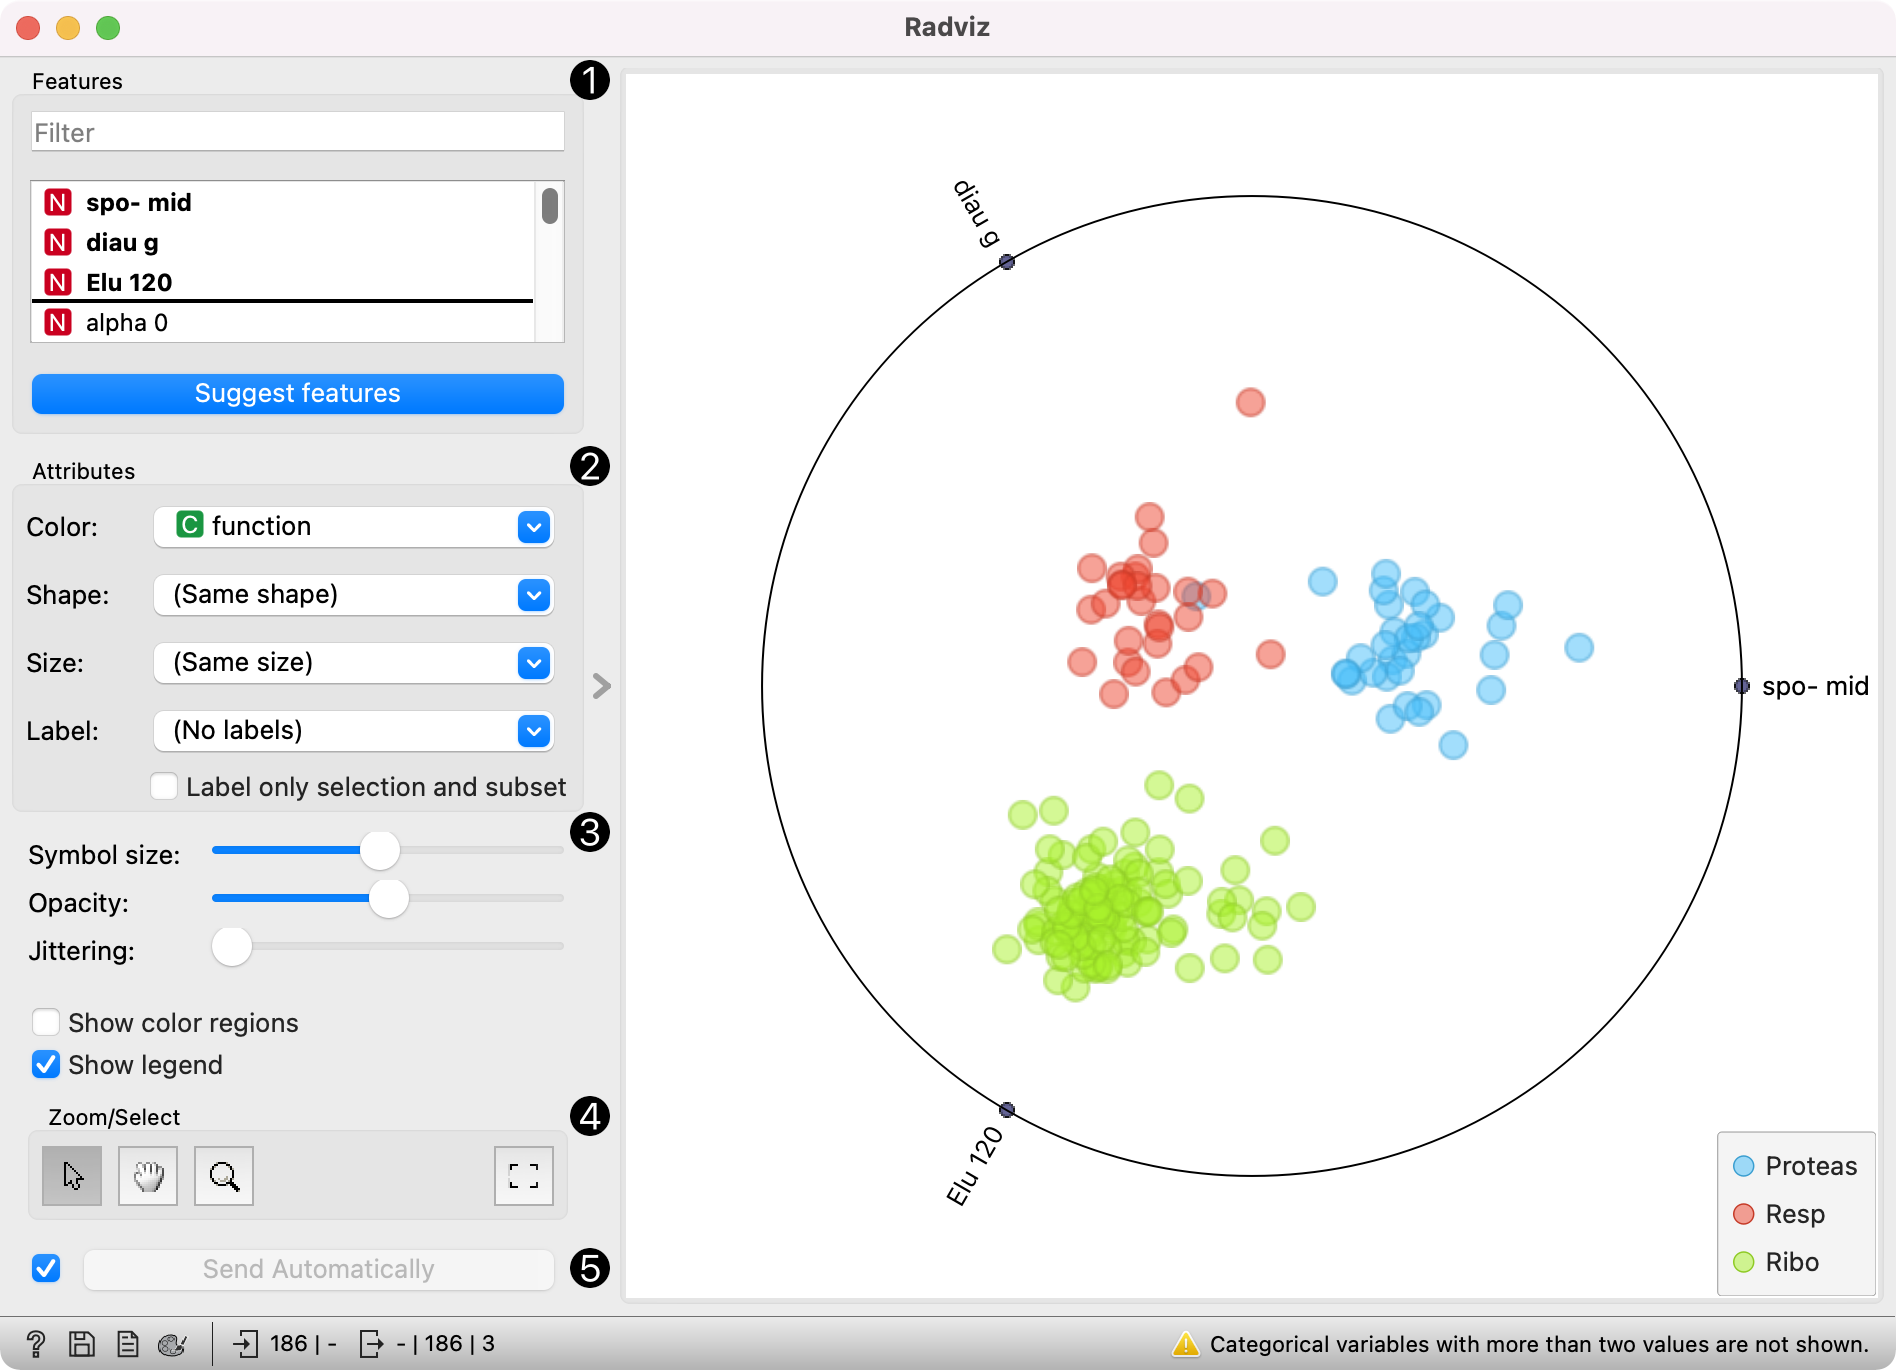 Radviz
Features
1
Filter
N spo- mid
N diau g
N Elu 120
N alpha 0
Suggest features
Attributes
2
Color: C function
Shape: (Same shape)
Size: (Same size)
Label: (No labels)
Label only selection and subset
3
Symbol size:
Opacity:
Jittering:
Show color regions
Show legend
Zoom/Select
4
Send Automatically
5
diau g
spo- mid
Elu 120
Proteas
Resp
Ribo
? 186 | - - | 186 | 3
Categorical variables with more than two values are not shown.